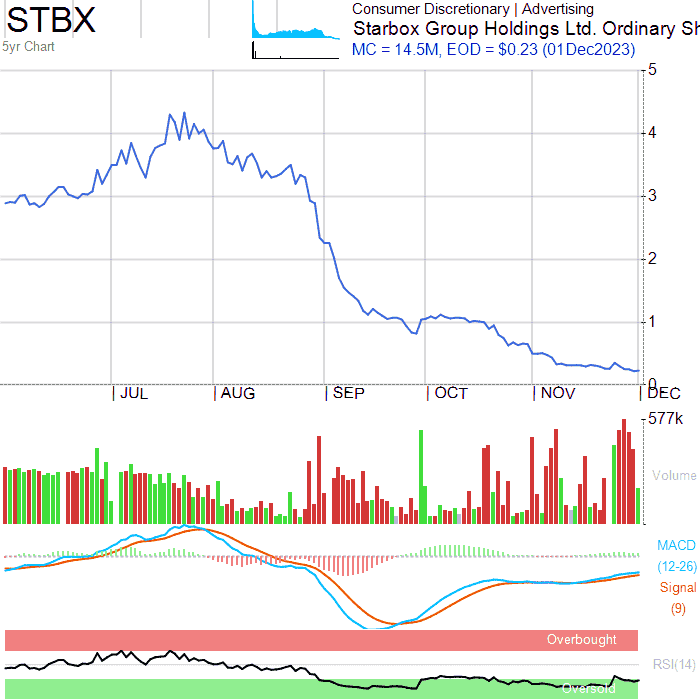 STBX
Consumer Discretionary | Advertising
Starbox Group Holdings Ltd. Ordinary Sh
5yr Chart
MC = 14.5M, EOD = $0.23 (01Dec2023)
5
4
3
2
1
0
JUL AUG SEP OCT NOV DEC
577k
Volume
MACD
(12-26)
Signal
(9)
Overbought
RSI(14)
Oversold